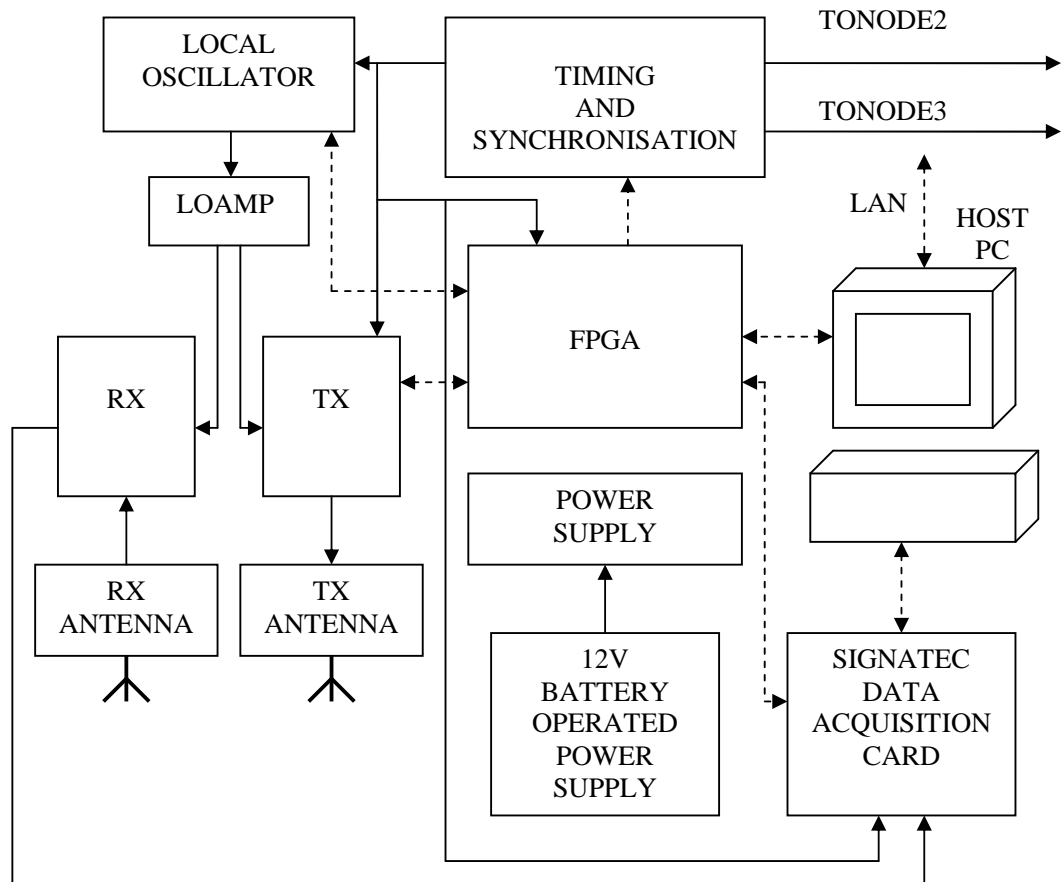 LOCAL
OSCILLATOR
TIMING
AND
SYNCHRONISATION
TONODE2
TONODE3
LOAMP
LAN
HOST
PC
RX
TX
FPGA
POWER
SUPPLY
RX
ANTENNA
TX
ANTENNA
12V
BATTERY
OPERATED
POWER
SUPPLY
SIGNATEC
DATA
ACQUISITION
CARD